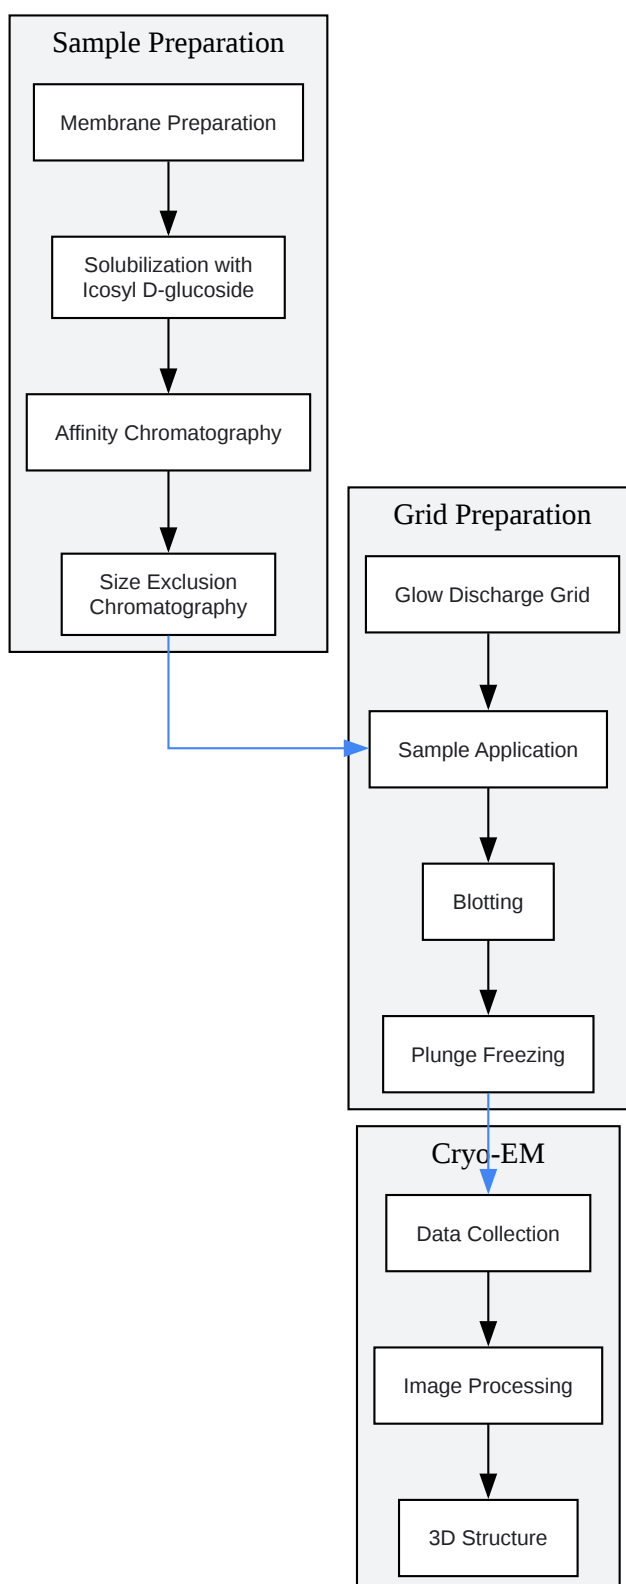 Sample Preparation
Membrane Preparation
Solubilization with
Icosyl D-glucoside
Affinity Chromatography
Size Exclusion
Chromatography
Grid Preparation
Glow Discharge Grid
Sample Application
Blotting
Plunge Freezing
Cryo-EM
Data Collection
Image Processing
3D Structure